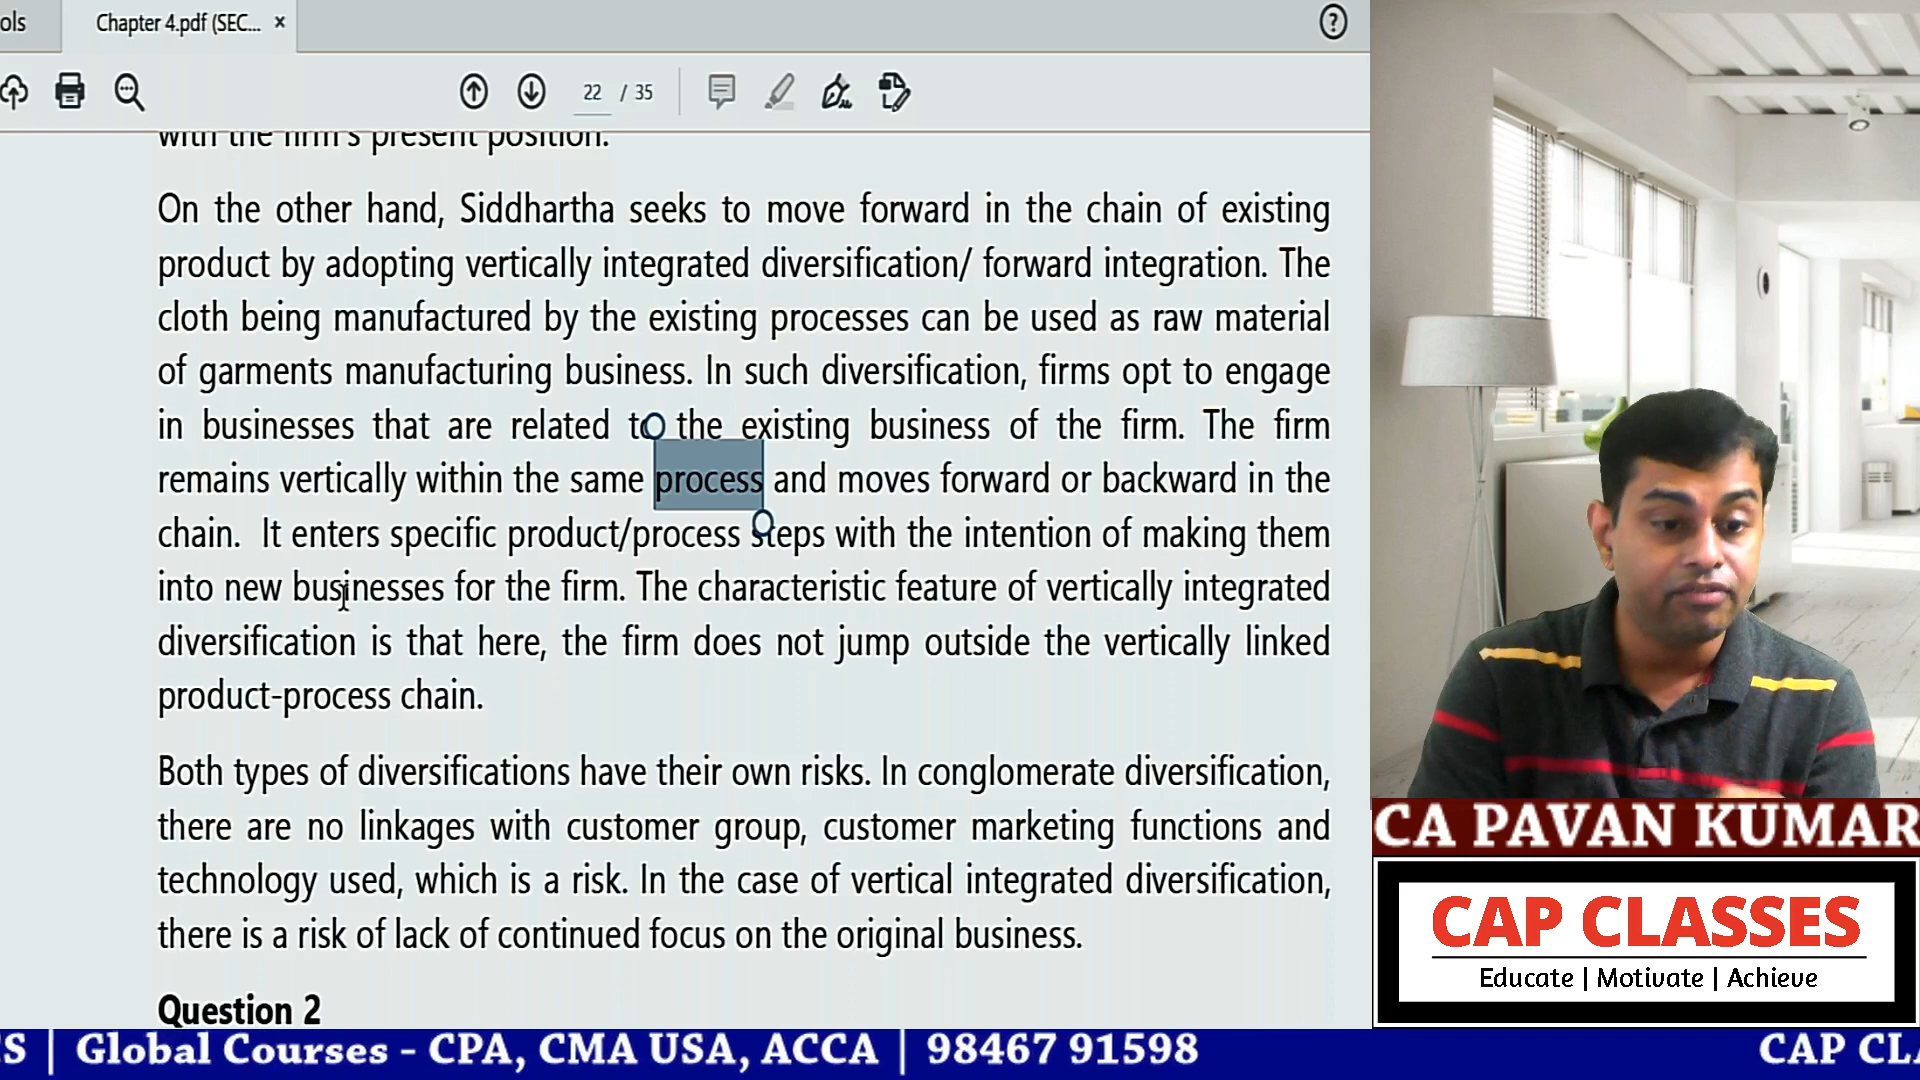 ols
Chapter 4.pdf (SEC...
22 / 35
with the firm's present position.
On the other hand, Siddhartha seeks to move forward in the chain of existing
product by adopting vertically integrated diversification/ forward integration. The
cloth being manufactured by the existing processes can be used as raw material
of garments manufacturing business. In such diversification, firms opt to engage
in businesses that are related to the existing business of the firm. The firm
remains vertically within the same process and moves forward or backward in the
chain. It enters specific product/process steps with the intention of making them
into new businesses for the firm. The characteristic feature of vertically integrated
diversification is that here, the firm does not jump outside the vertically linked
product-process chain.
Both types of diversifications have their own risks. In conglomerate diversification,
there are no linkages with customer group, customer marketing functions and
technology used, which is a risk. In the case of vertical integrated diversification,
there is a risk of lack of continued focus on the original business.
Question 2
CA PAVAN KUMAR
CAP CLASSES
Educate | Motivate | Achieve
S | Global Courses - CPA, CMA USA, ACCA | 98467 91598
CAP CLA